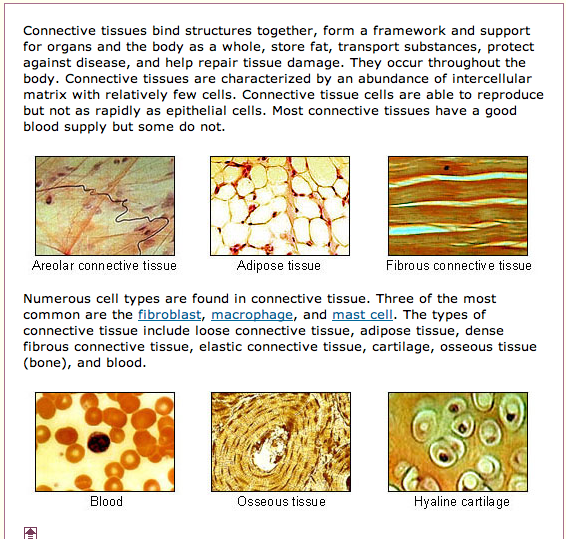 Connective tissues bind structures together, form a framework and support
for organs and the body as a whole, store fat, transport substances, protect
against disease, and help repair tissue damage. They occur throughout the
body. Connective tissues are characterized by an abundance of intercellular
matrix with relatively few cells. Connective tissue cells are able to reproduce
but not as rapidly as epithelial cells. Most connective tissues have a good
blood supply but some do not.
Areolar connective tissue
Adipose tissue
Fibrous connective tissue
Numerous cell types are found in connective tissue. Three of the most
common are the fibroblast, macrophage, and mast cell. The types of
connective tissue include loose connective tissue, adipose tissue, dense
fibrous connective tissue, elastic connective tissue, cartilage, osseous tissue
(bone), and blood.
Blood
Osseous tissue
Hyaline cartilage